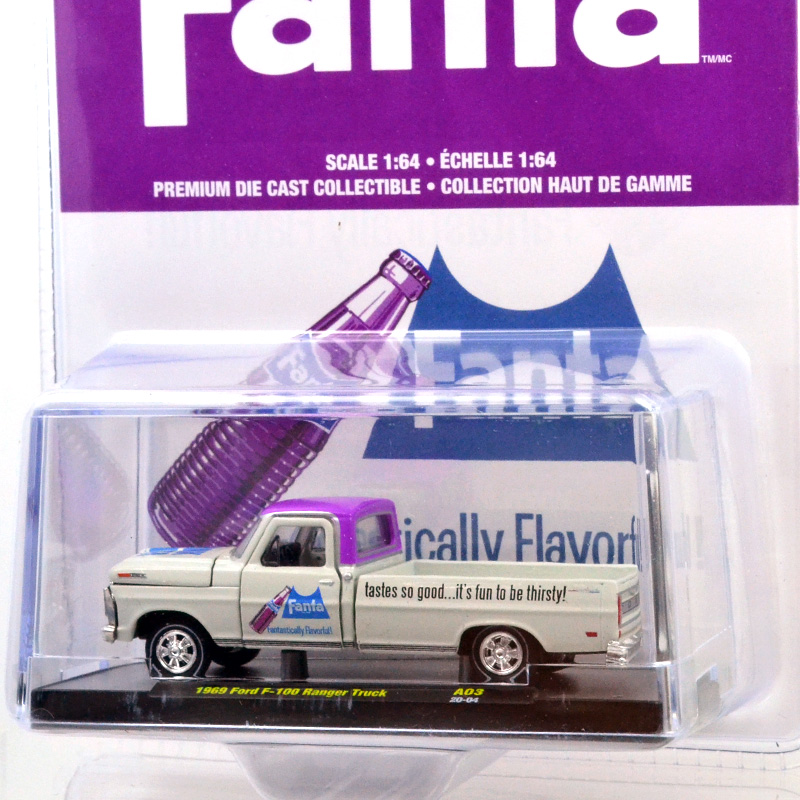 Fanta
TM/MC
SCALE 1:64 • ÉCHELLE 1:64
PREMIUM DIE CAST COLLECTIBLE • COLLECTION HAUT DE GAMME
Fanta
ically Flavorf
tastes so good...it's fun to be thirsty!
Fanta
Fantastically Flavorful!
1969 Ford F-100 Ranger Truck A03
20-04